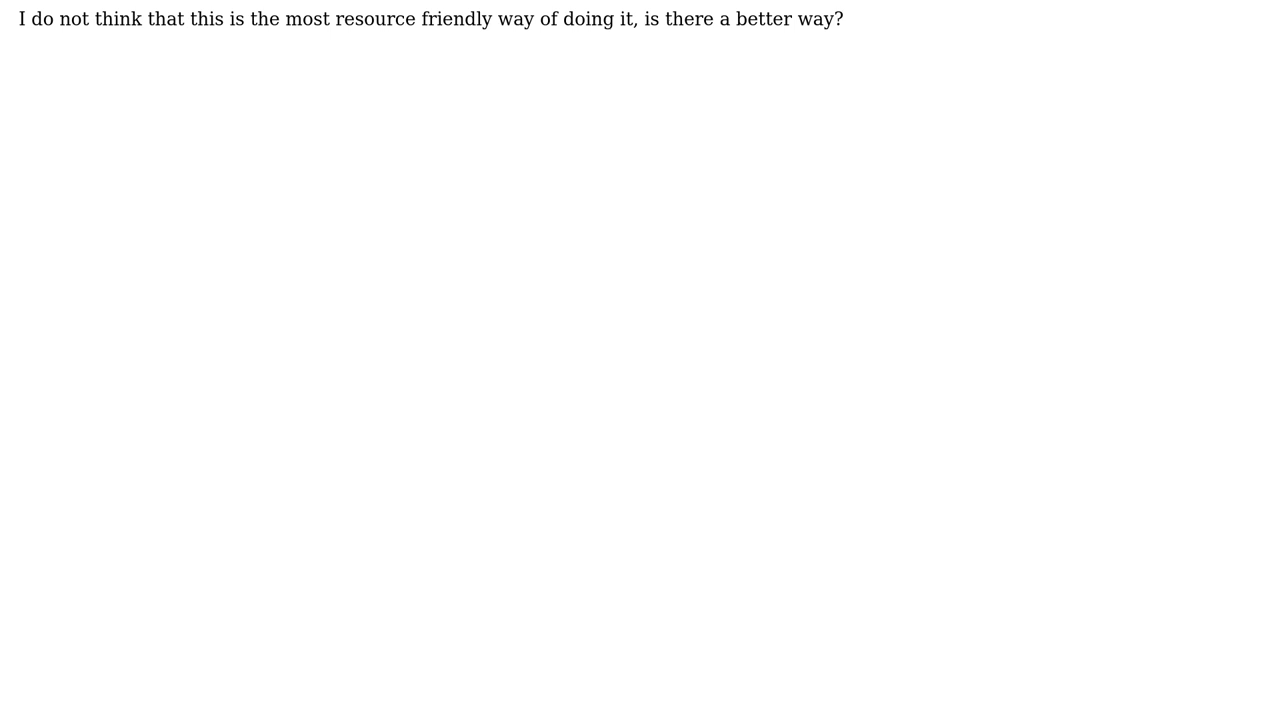 I do not think that this is the most resource friendly way of doing it, is there a better way?